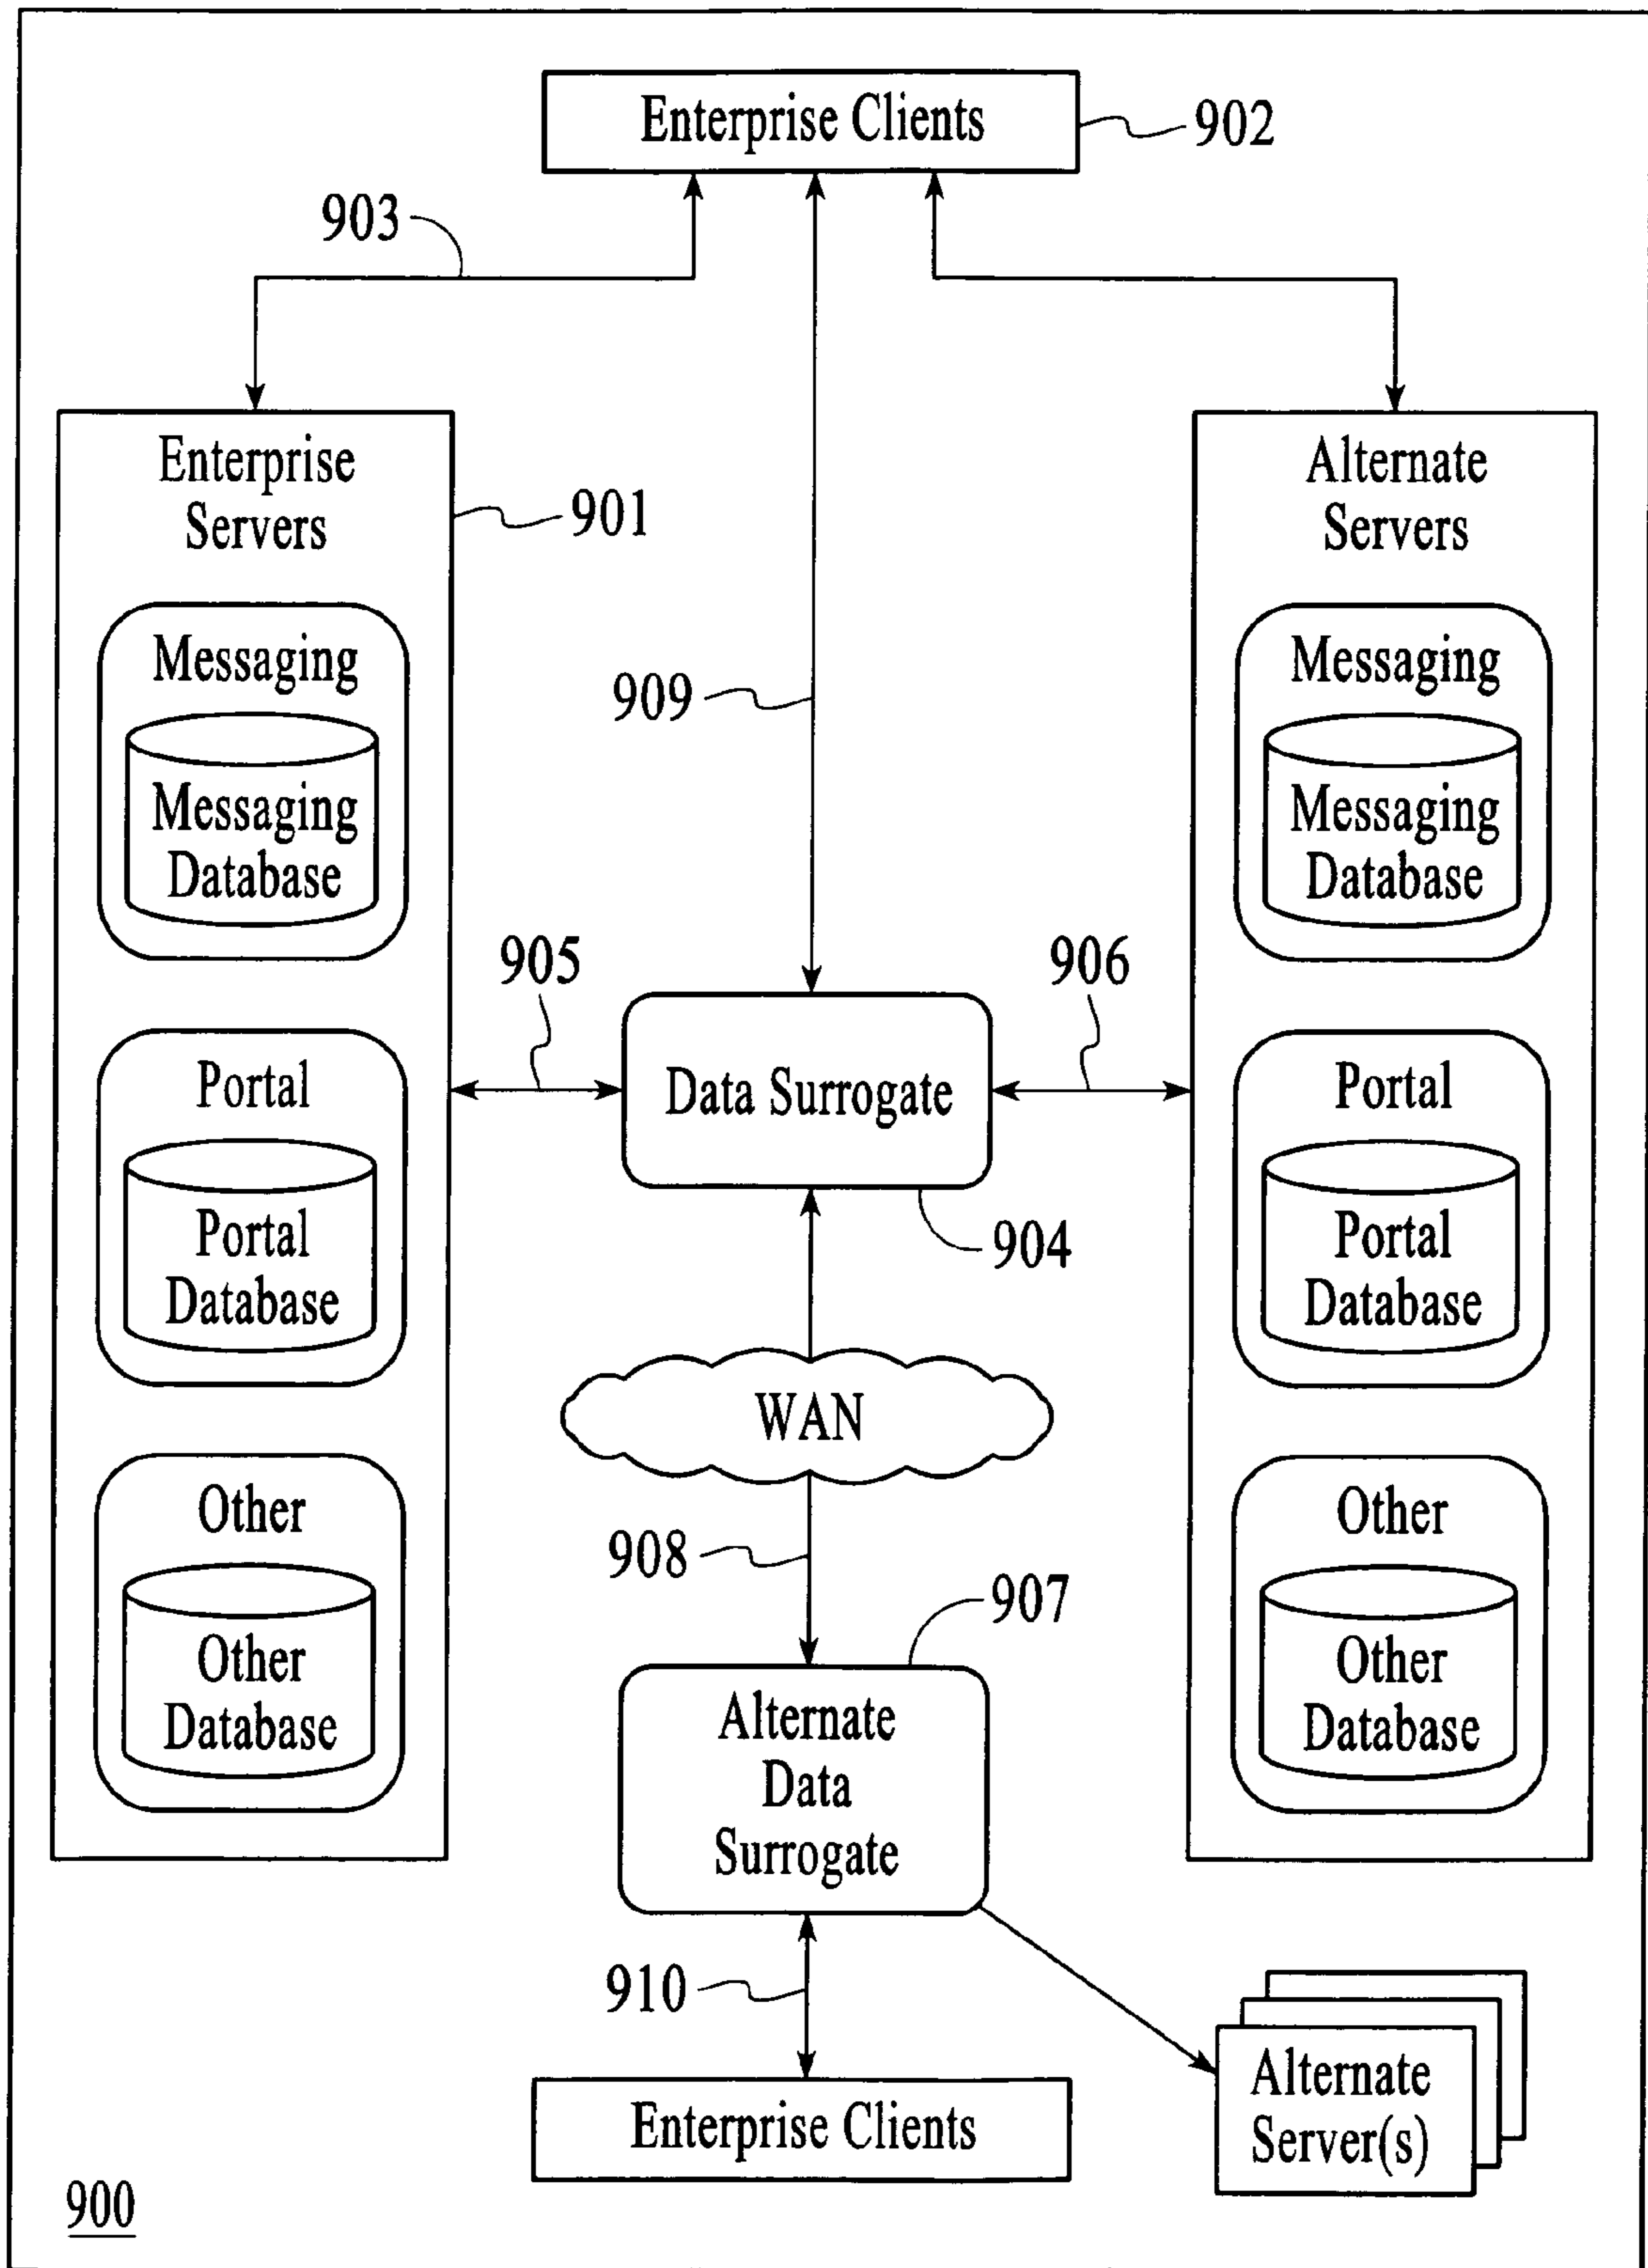 Enterprise Clients
902
903
Enterprise
Servers
901
Messaging
Messaging
Database
Portal
Portal
Database
Other
Other
Database
909
Alternate
Servers
Messaging
Messaging
Database
Portal
Portal
Database
Other
Other
Database
905
906
Data Surrogate
904
WAN
908
907
Alternate
Data
Surrogate
910
Enterprise Clients
Alternate
Server(s)
900